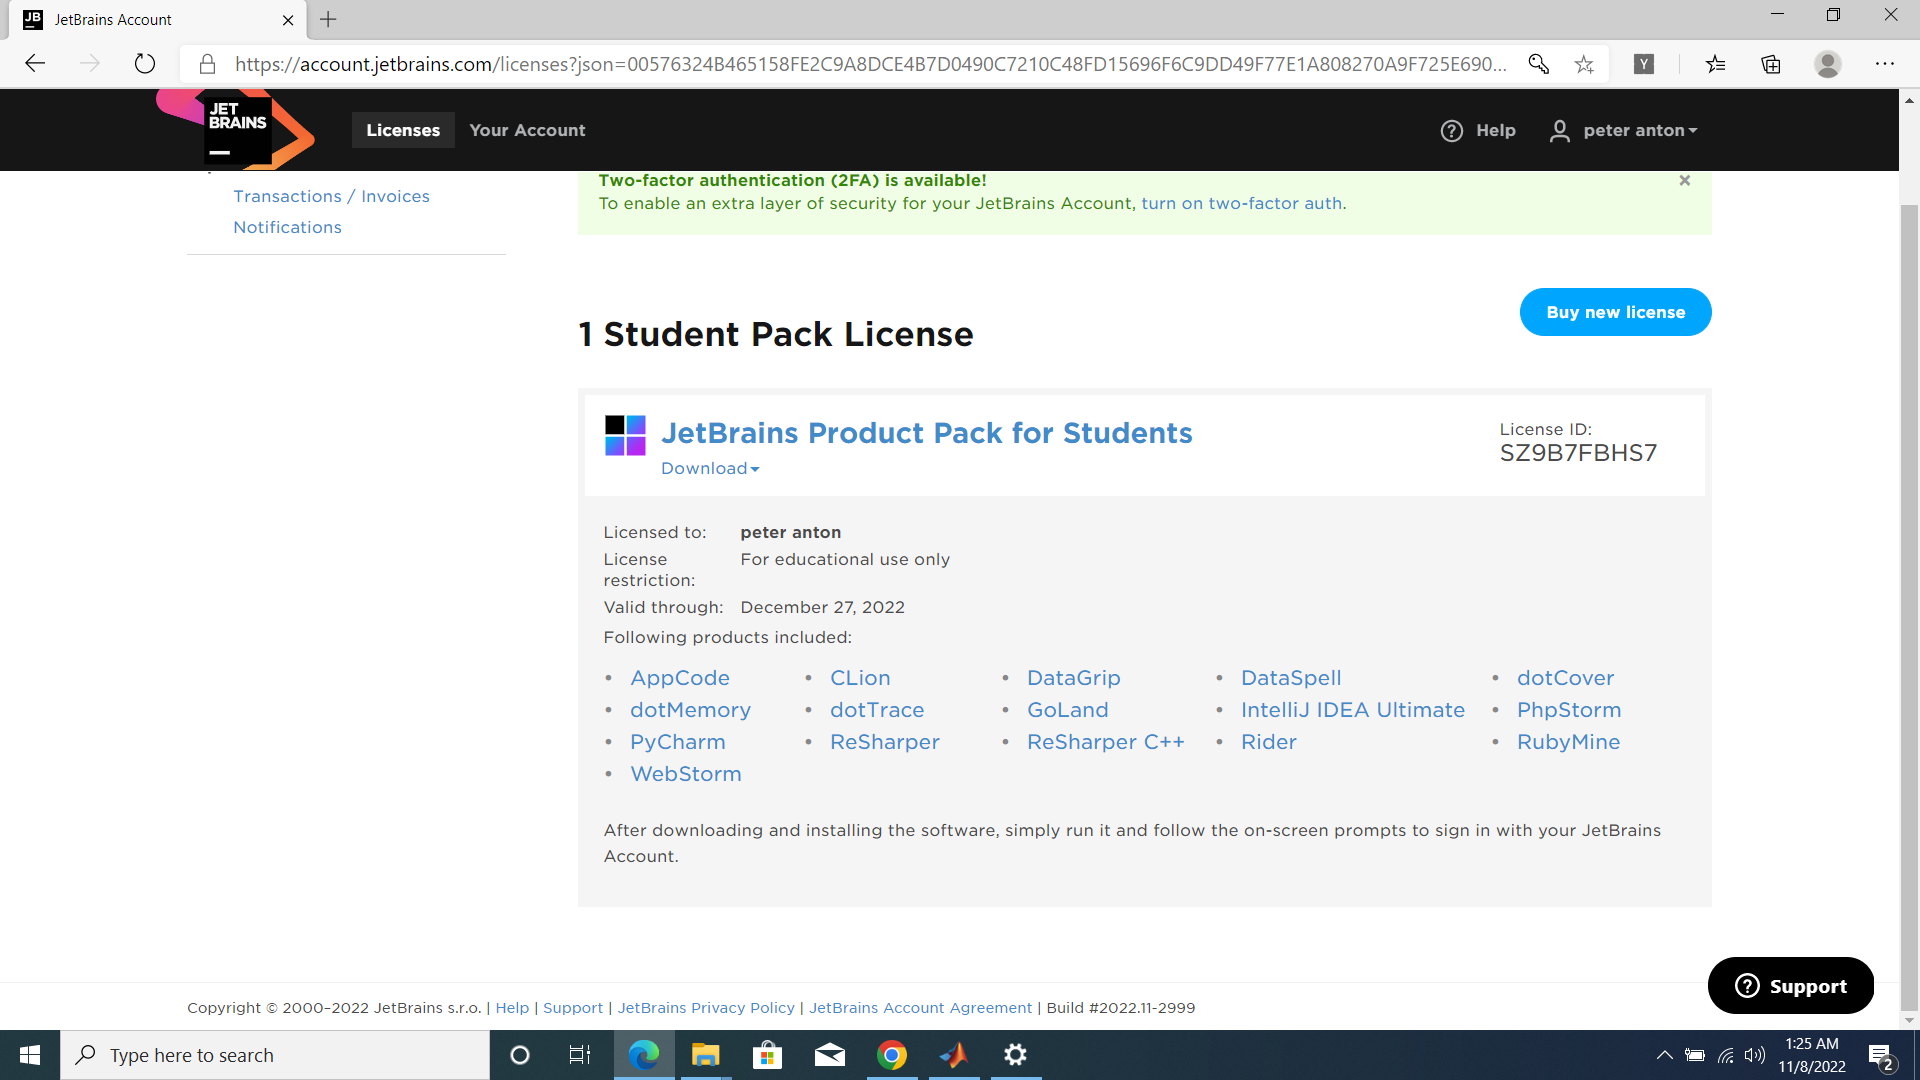 JB JetBrains Account
https://account.jetbrains.com/licenses?json=00576324B465158FE2C9A8DCE4B7D0490C7210C48FD15696F6C9DD49F77E1A808270A9F725E690...
Y
JET
BRAINS
Licenses Your Account
Help peter anton
Transactions / Invoices
Notifications
Two-factor authentication (2FA) is available!
To enable an extra layer of security for your JetBrains Account, turn on two-factor auth.
1 Student Pack License
Buy new license
JetBrains Product Pack for Students
Download
License ID:
SZ9B7FBHS7
Licensed to: peter anton
License restriction: For educational use only
Valid through: December 27, 2022
Following products included:
• AppCode • CLion • DataGrip • DataSpell • dotCover
• dotMemory • dotTrace • GoLand • IntelliJ IDEA Ultimate • PhpStorm
• PyCharm • ReSharper • ReSharper C++ • Rider • RubyMine
• WebStorm
After downloading and installing the software, simply run it and follow the on-screen prompts to sign in with your JetBrains
Account.
Support
Copyright © 2000–2022 JetBrains s.r.o. | Help | Support | JetBrains Privacy Policy | JetBrains Account Agreement | Build #2022.11-2999
Type here to search
1:25 AM
11/8/2022
2